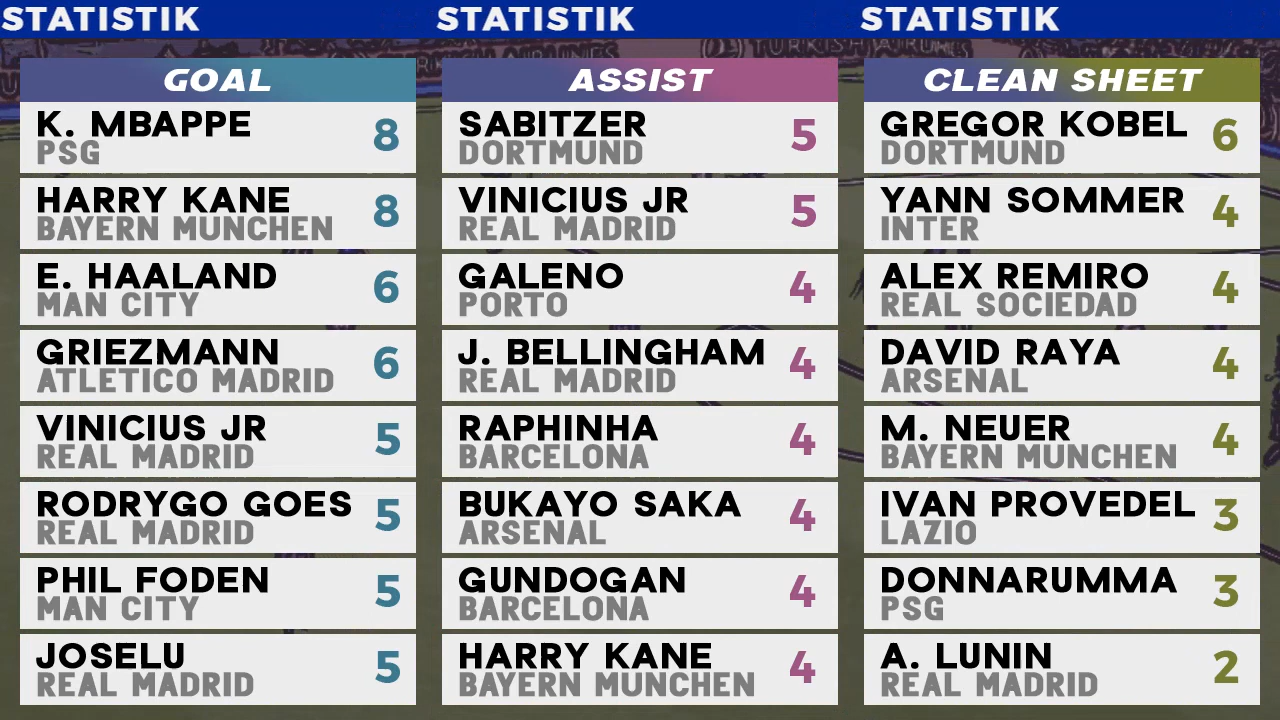 STATISTIK
GOAL
K. MBAPPE
PSG
8
HARRY KANE
BAYERN MUNCHEN
8
E. HAALAND
MAN CITY
6
GRIEZMANN
ATLETICO MADRID
6
VINICIUS JR
REAL MADRID
5
RODRYGO GOES
REAL MADRID
5
PHIL FODEN
MAN CITY
5
JOSELU
REAL MADRID
5
STATISTIK
ASSIST
SABITZER
DORTMUND
5
VINICIUS JR
REAL MADRID
5
GALENO
PORTO
4
J. BELLINGHAM
REAL MADRID
4
RAPHINHA
BARCELONA
4
BUKAYO SAKA
ARSENAL
4
GUNDOGAN
BARCELONA
4
HARRY KANE
BAYERN MUNCHEN
4
STATISTIK
CLEAN SHEET
GREGOR KOBEL
DORTMUND
6
YANN SOMMER
INTER
4
ALEX REMIRO
REAL SOCIEDAD
4
DAVID RAYA
ARSENAL
4
M. NEUER
BAYERN MUNCHEN
4
IVAN PROVEDEL
LAZIO
3
DONNARUMMA
PSG
3
A. LUNIN
REAL MADRID
2